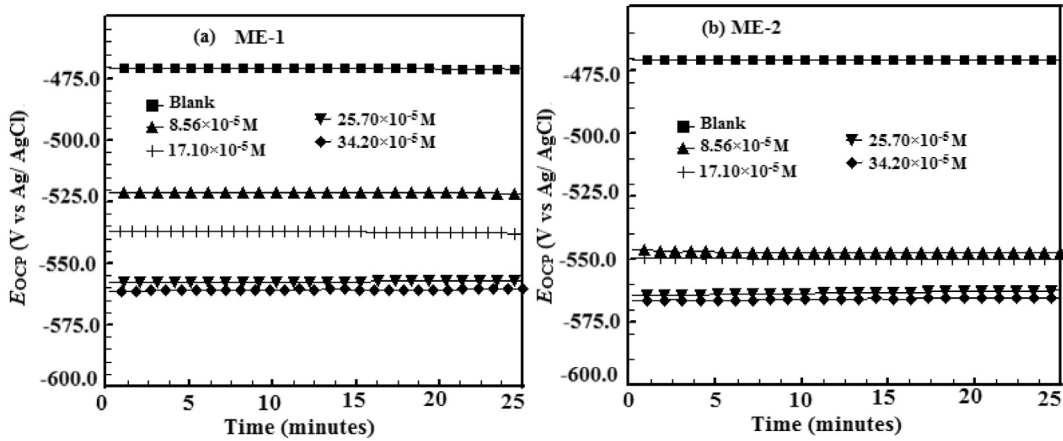 (a) ME-1
E_OCP (V vs Ag/ AgCl)
-475.0
-500.0
-525.0
-550.0
-575.0
-600.0
Blank
8.56×10⁻⁵M
17.10×10⁻⁵M
25.70×10⁻⁵M
34.20×10⁻⁵M
0 5 10 15 20 25
Time (minutes)
(b) ME-2
E_OCP (V vs Ag/ AgCl)
-475.0
-500.0
-525.0
-550.0
-575.0
-600.0
Blank
8.56×10⁻⁵M
17.10×10⁻⁵M
25.70×10⁻⁵M
34.20×10⁻⁵M
0 5 10 15 20 25
Time (minutes)